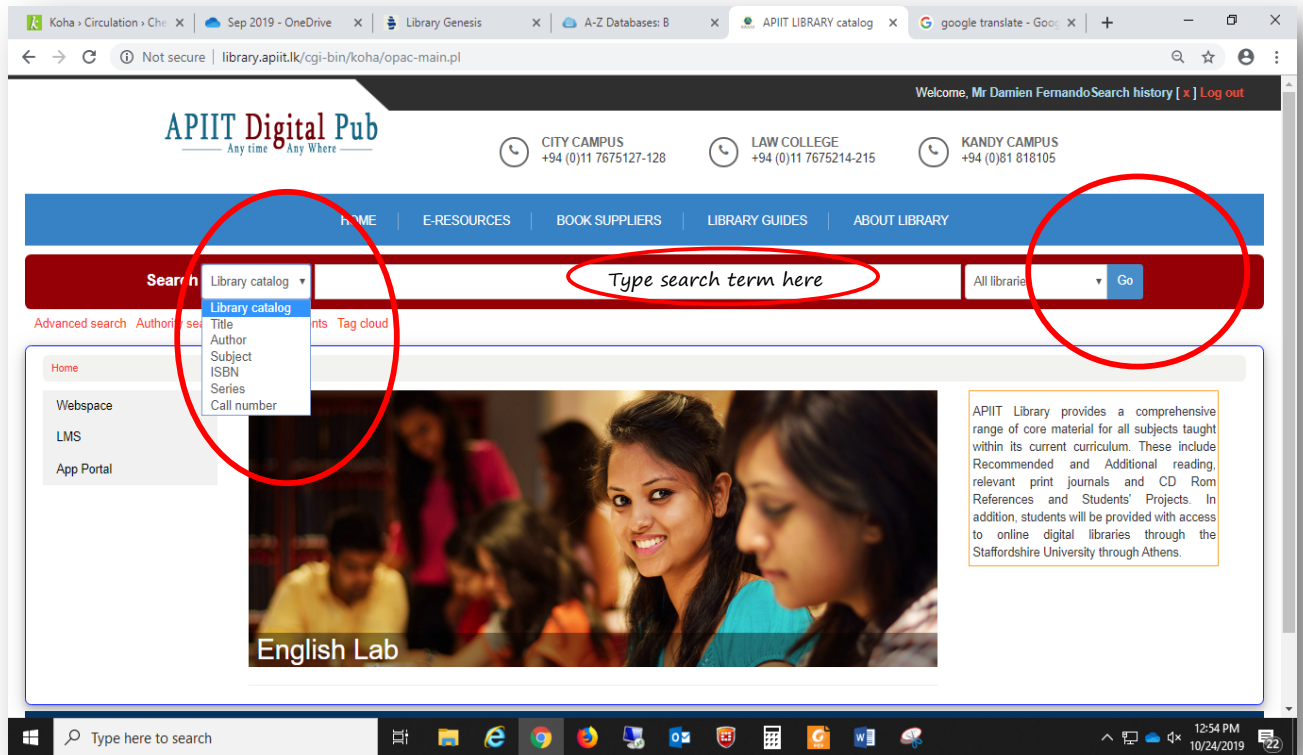 Koha › Circulation › Che
Sep 2019 - OneDrive
Library Genesis
A-Z Databases: B
APIIT LIBRARY catalog
google translate - Goog
Not secure | library.apiit.lk/cgi-bin/koha/opac-main.pl
Welcome, Mr Damien FernandoSearch history [ x ] Log out
APIIT Digital Pub
Any time Any Where
CITY CAMPUS
+94 (0)11 7675127-128
LAW COLLEGE
+94 (0)11 7675214-215
KANDY CAMPUS
+94 (0)81 818105
HOME
E-RESOURCES
BOOK SUPPLIERS
LIBRARY GUIDES
ABOUT LIBRARY
Search
Library catalog
Type search term here
All libraries
Go
Library catalog
Title
Author
Subject
ISBN
Series
Call number
Advanced search Authority sea nts Tag cloud
Home
Webspace
LMS
App Portal
English Lab
APIIT Library provides a comprehensive
range of core material for all subjects taught
within its current curriculum. These include
Recommended and Additional reading,
relevant print journals and CD Rom
References and Students' Projects. In
addition, students will be provided with access
to online digital libraries through the
Staffordshire University through Athens.
Type here to search
12:54 PM
10/24/2019
22